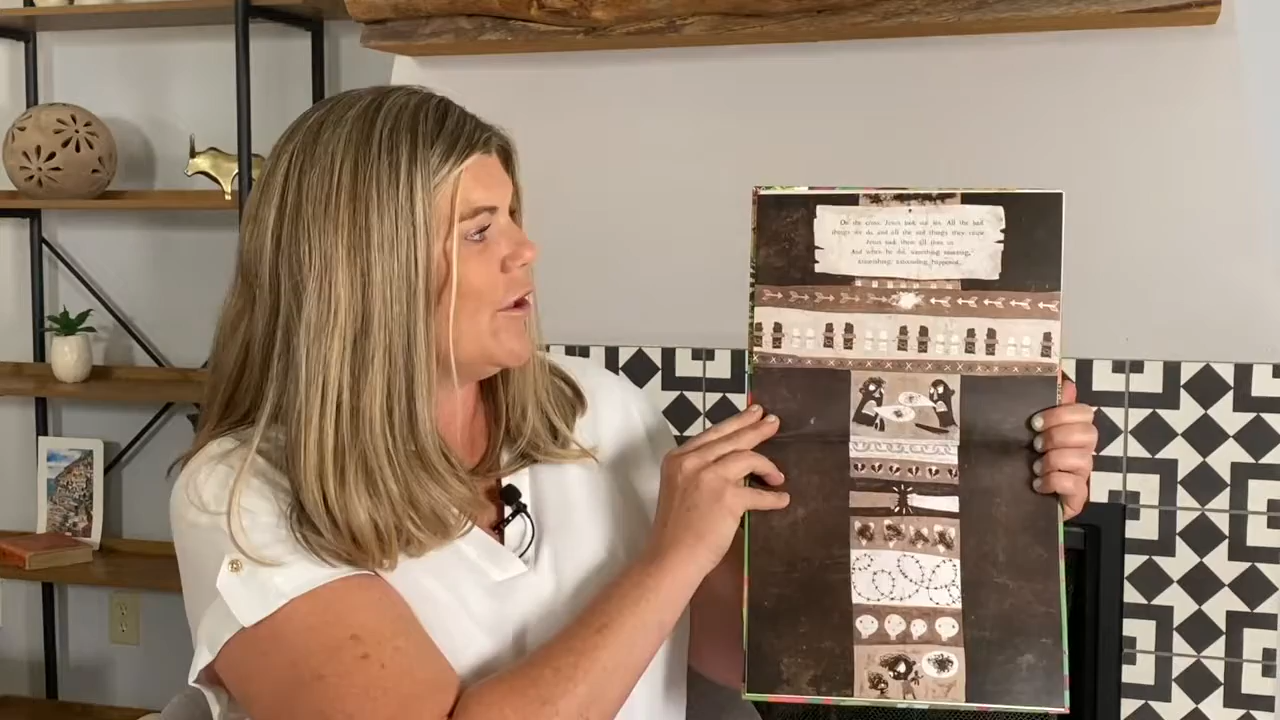 On the cross, Jesus took our sin. All the bad
things we do, and all the sad things they cause
Jesus took them all from us
And when he did, something amazing,
astonishing, astounding happened.